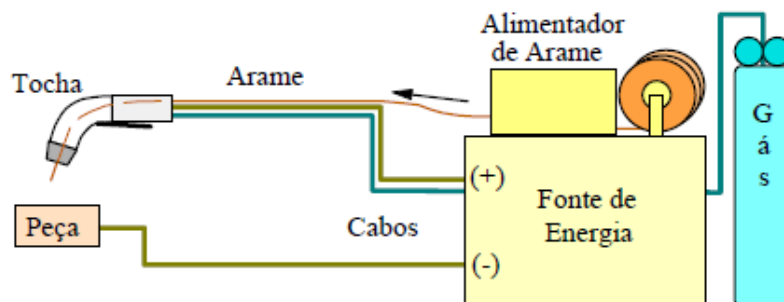 Alimentador
de Arame
Tocha
Arame
G
á
s
(+)
Fonte de
Energia
Peça
Cabos
(-)